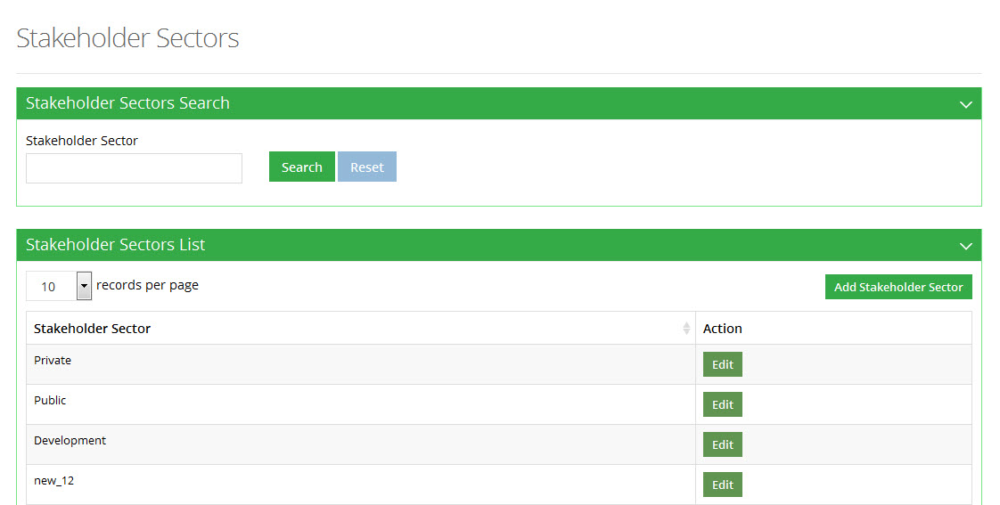 Stakeholder Sectors
Stakeholder Sectors Search
Stakeholder Sector
Search Reset
Stakeholder Sectors List
10 records per page Add Stakeholder Sector
Stakeholder Sector Action
Private Edit
Public Edit
Development Edit
new_12 Edit